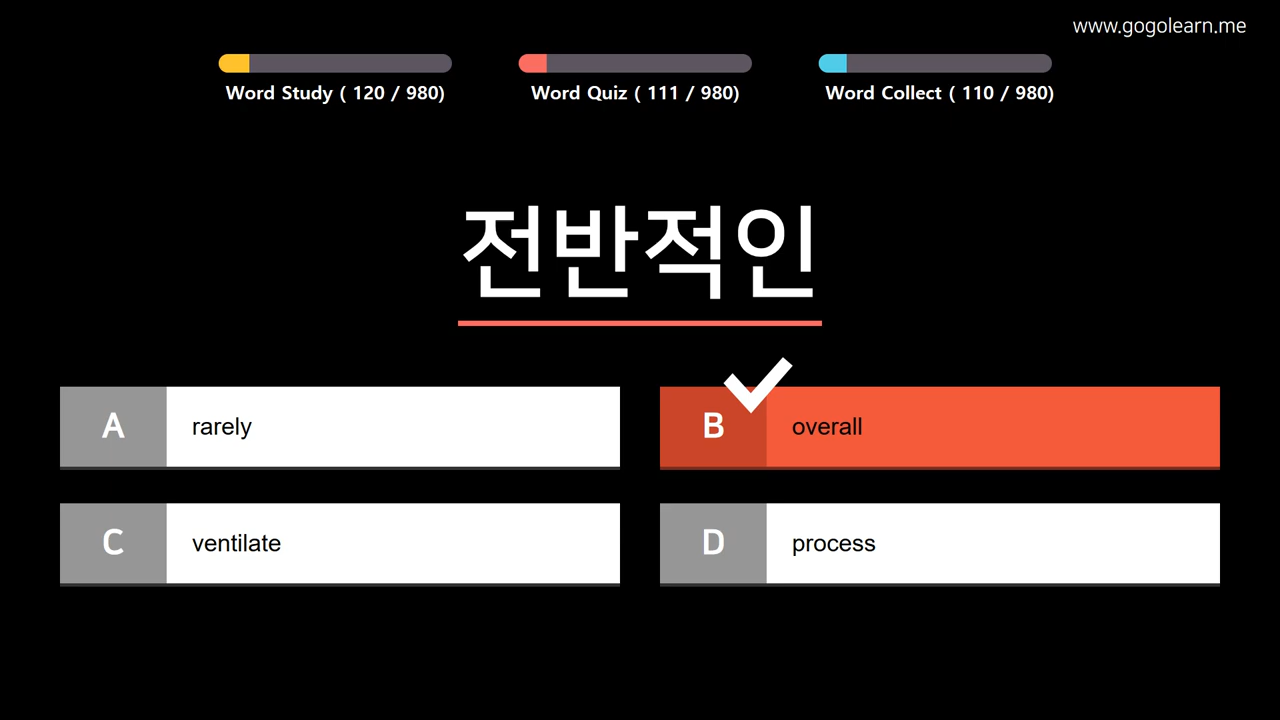 www.gogolearn.me
Word Study ( 120 / 980)
Word Quiz ( 111 / 980)
Word Collect ( 110 / 980)
전반적인
A rarely
B overall
C ventilate
D process